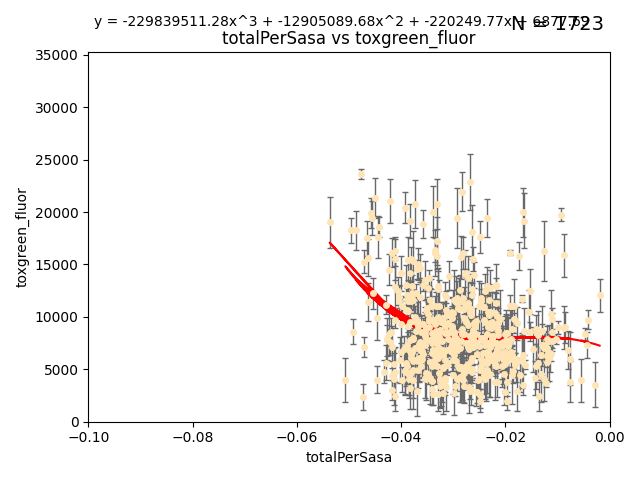 y = -229839511.28x^3 + -12905089.68x^2 + -220249.77x +
N = 1723
totalPerSasa vs toxgreen_fluor
35000
30000
25000
20000
15000
10000
5000
0
toxgreen_fluor
−0.10
−0.08
−0.06
−0.04
−0.02
0.00
totalPerSasa